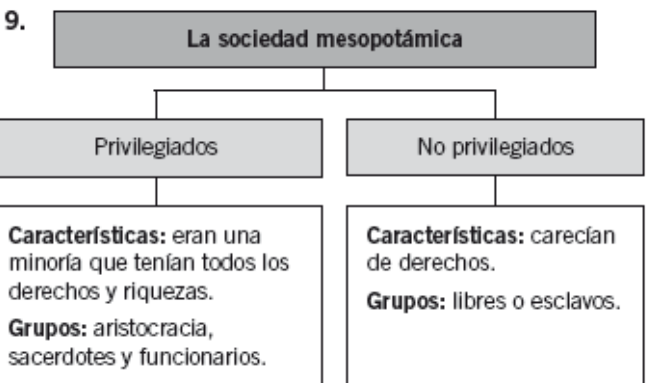 9.
La sociedad mesopotámica
Privilegiados
No privilegiados
Características: eran una
minoría que tenían todos los
derechos y riquezas.
Grupos: aristocracia,
sacerdotes y funcionarios.
Características: carecían
de derechos.
Grupos: libres o esclavos.